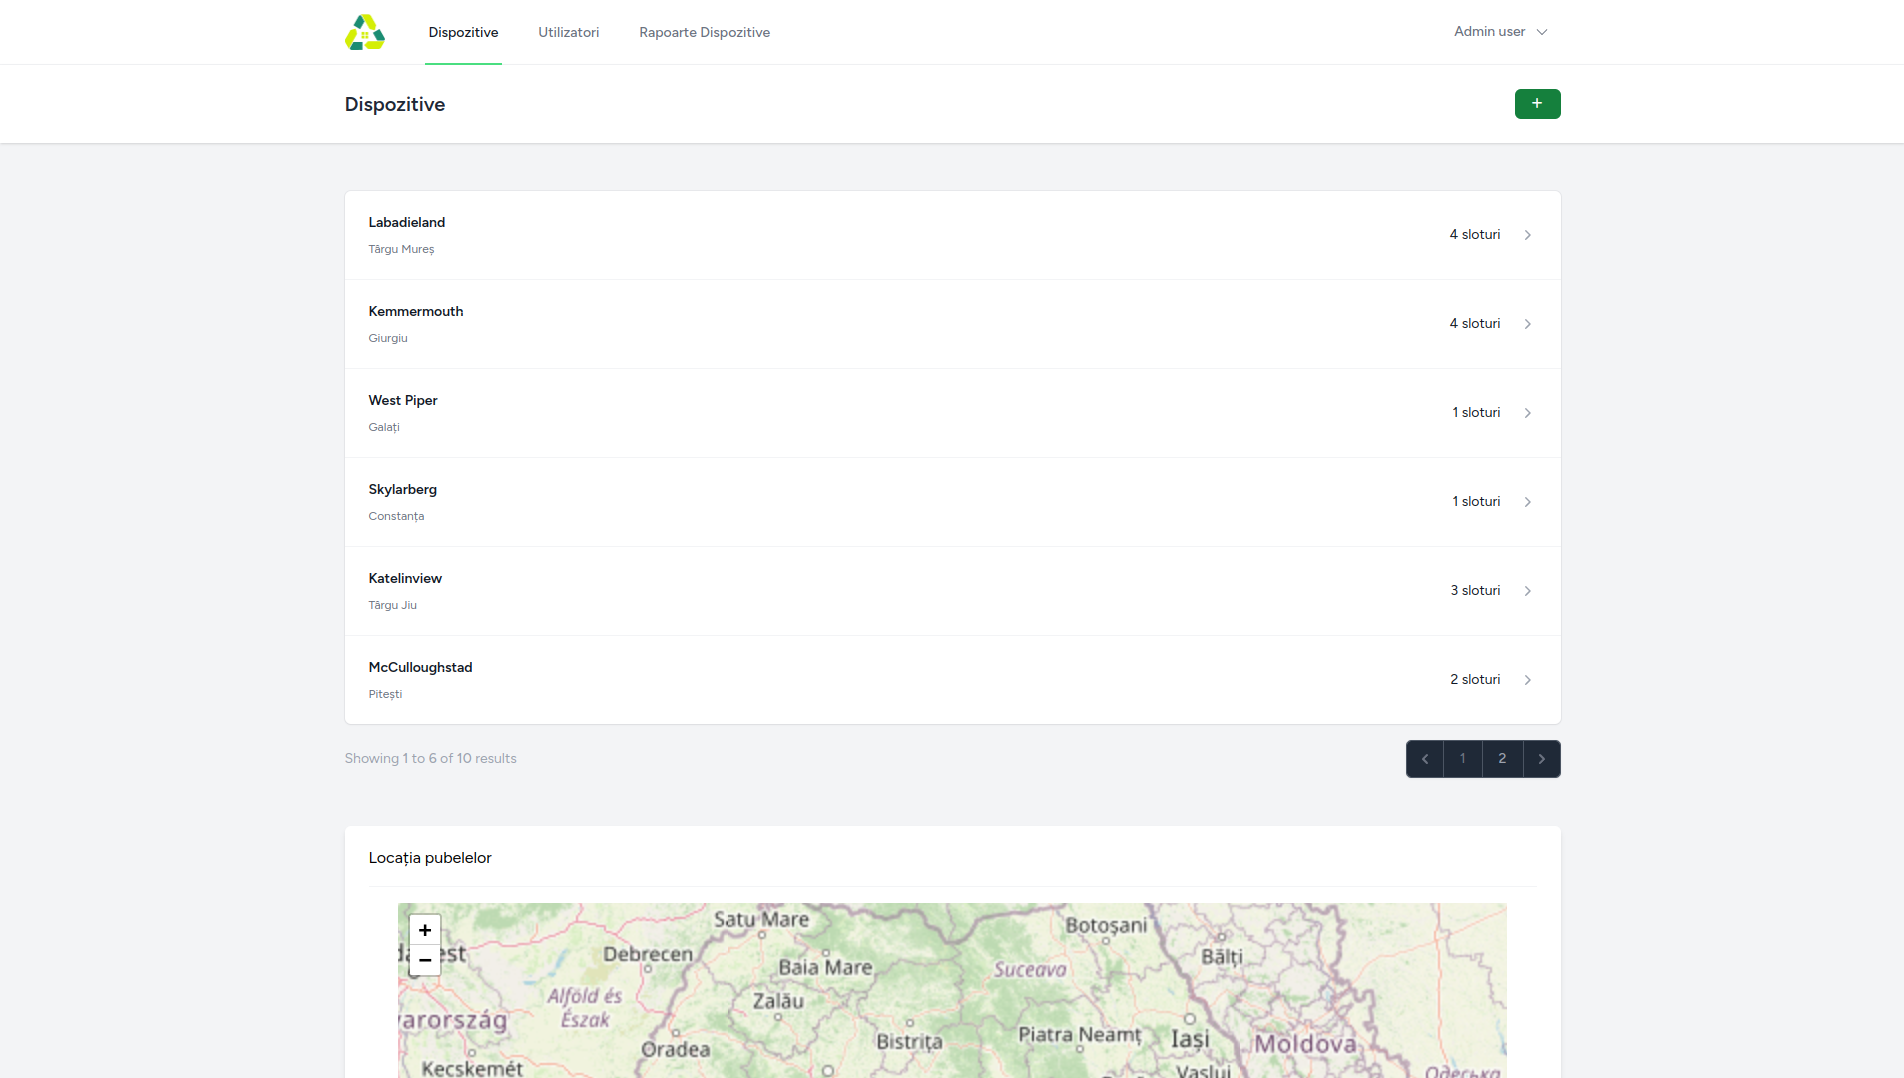 Dispozitive Utilizatori Rapoarte Dispozitive Admin user
Dispozitive
+
Labadieland
Târgu Mureș
4 sloturi
Kemmermouth
Giurgiu
4 sloturi
West Piper
Galați
1 sloturi
Skylarberg
Constanța
1 sloturi
Katelinview
Târgu Jiu
3 sloturi
McCulloughstad
Pitești
2 sloturi
Showing 1 to 6 of 10 results
1 2
Locația pubelelor
+
−
Satu Mare
Botoșani
Debrecen
Bălți
Baia Mare
Suceava
Alföld és
Észak
Zalău
Piatra Neamț
Iași
Bistrița
Moldova
Oradea
Kecskemét
Vaslui